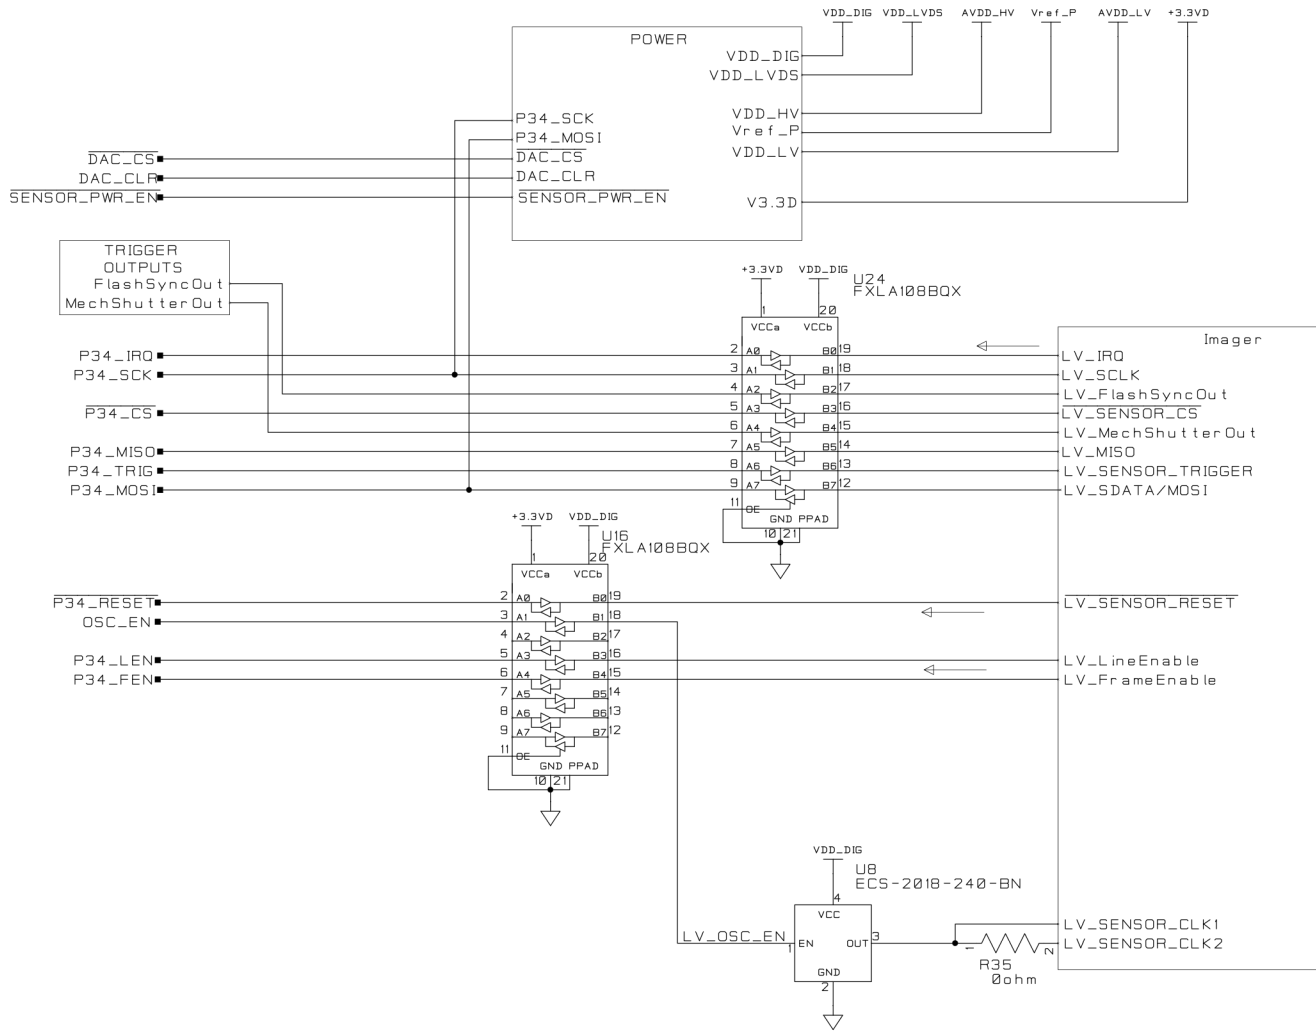 VDD_DIG VDD_LVDS AVDD_HV Vref_P AVDD_LV +3.3VD
POWER
VDD_DIG
VDD_LVDS
VDD_HV
Vref_P
VDD_LV
V3.3D
P34_SCK
P34_MOSI
DAC_CS
DAC_CLR
SENSOR_PWR_EN
DAC_CS
DAC_CLR
SENSOR_PWR_EN
TRIGGER
OUTPUTS
FlashSyncOut
MechShutterOut
P34_IRQ
P34_SCK
P34_CS
P34_MISO
P34_TRIG
P34_MOSI
+3.3VD VDD_DIG
U24
FXLA108BQX
1 20
VCCa VCCb
2 A0 B0 19
3 A1 B1 18
4 A2 B2 17
5 A3 B3 16
6 A4 B4 15
7 A5 B5 14
8 A6 B6 13
9 A7 B7 12
11 OE
GND PPAD
10 21
Imager
LV_IRQ
LV_SCLK
LV_FlashSyncOut
LV_SENSOR_CS
LV_MechShutterOut
LV_MISO
LV_SENSOR_TRIGGER
LV_SDATA/MOSI
LV_SENSOR_RESET
LV_LineEnable
LV_FrameEnable
LV_SENSOR_CLK1
LV_SENSOR_CLK2
+3.3VD VDD_DIG
U16
FXLA108BQX
1 20
VCCa VCCb
P34_RESET
OSC_EN
P34_LEN
P34_FEN
2 A0 B0 19
3 A1 B1 18
4 A2 B2 17
5 A3 B3 16
6 A4 B4 15
7 A5 B5 14
8 A6 B6 13
9 A7 B7 12
11 OE
GND PPAD
10 21
VDD_DIG
U8
ECS-2018-240-BN
4
VCC
LV_OSC_EN
1 EN OUT 3
GND
2
1 2
R35
0ohm